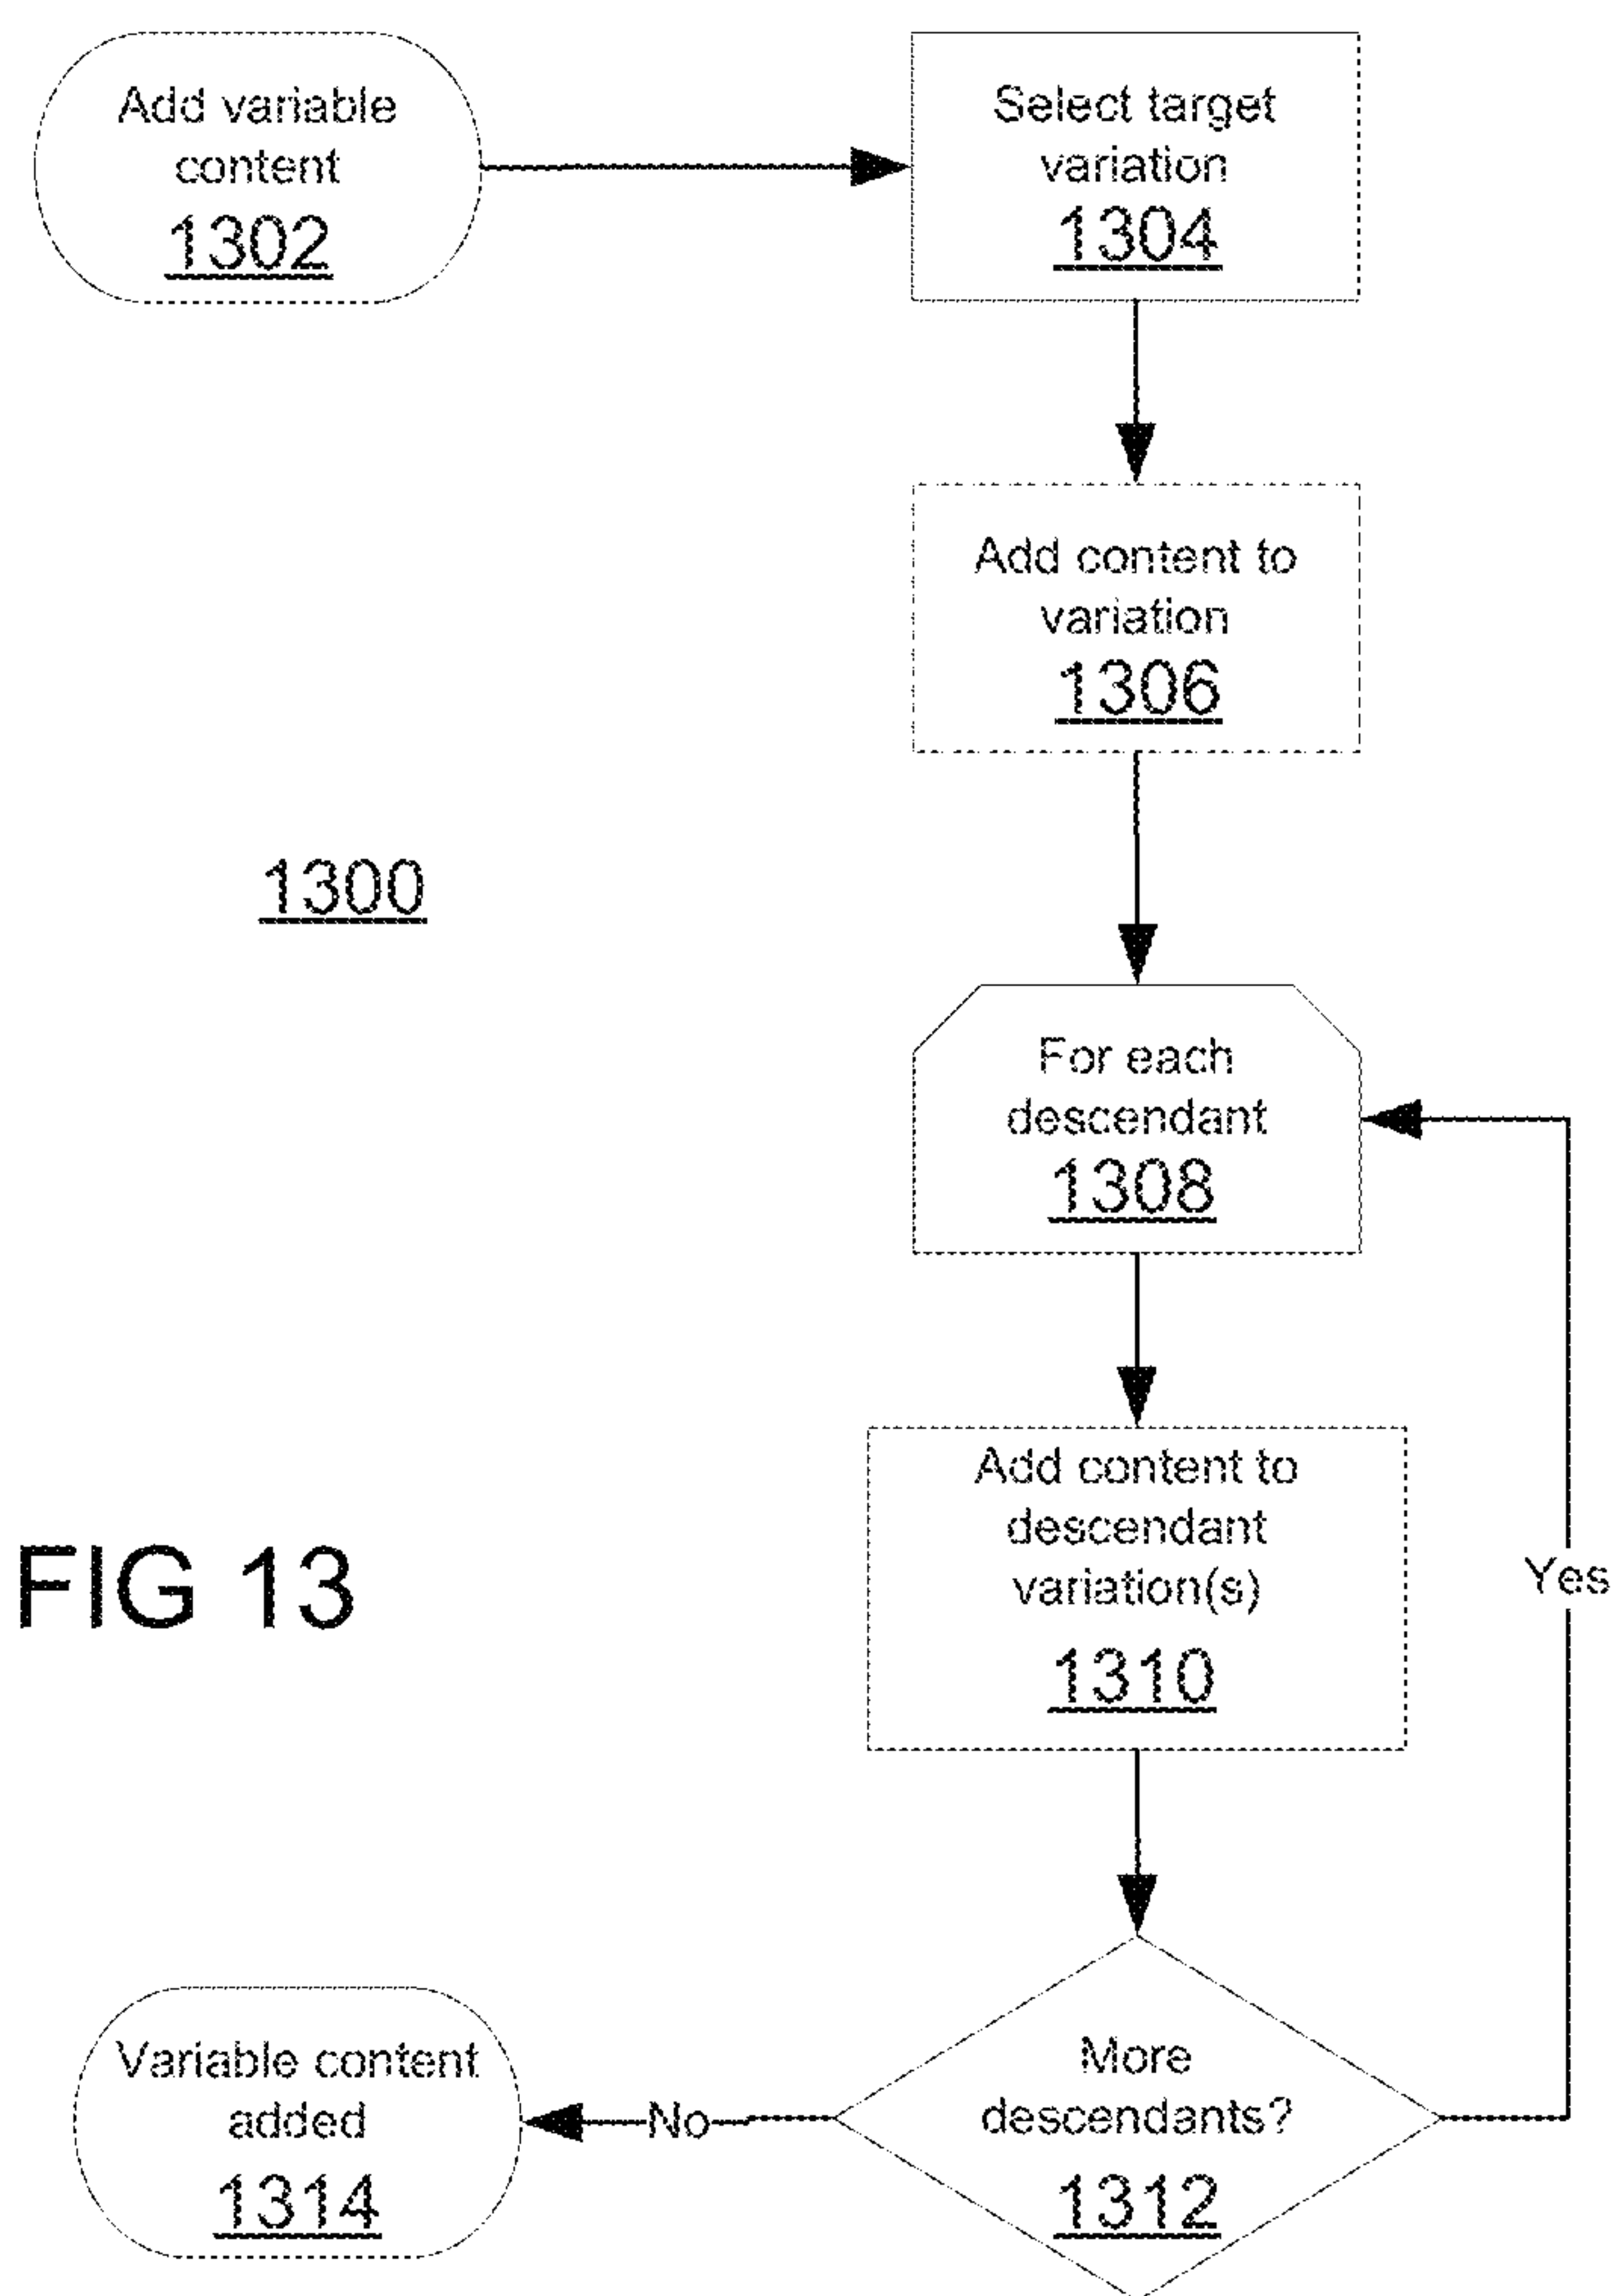 Add variable
content
1302
Select target
variation
1304
Add content to
variation
1306
1300
For each
descendant
1308
Add content to
descendant
variation(s)
1310
FIG 13
Yes
More
descendants?
1312
No
Variable content
added
1314